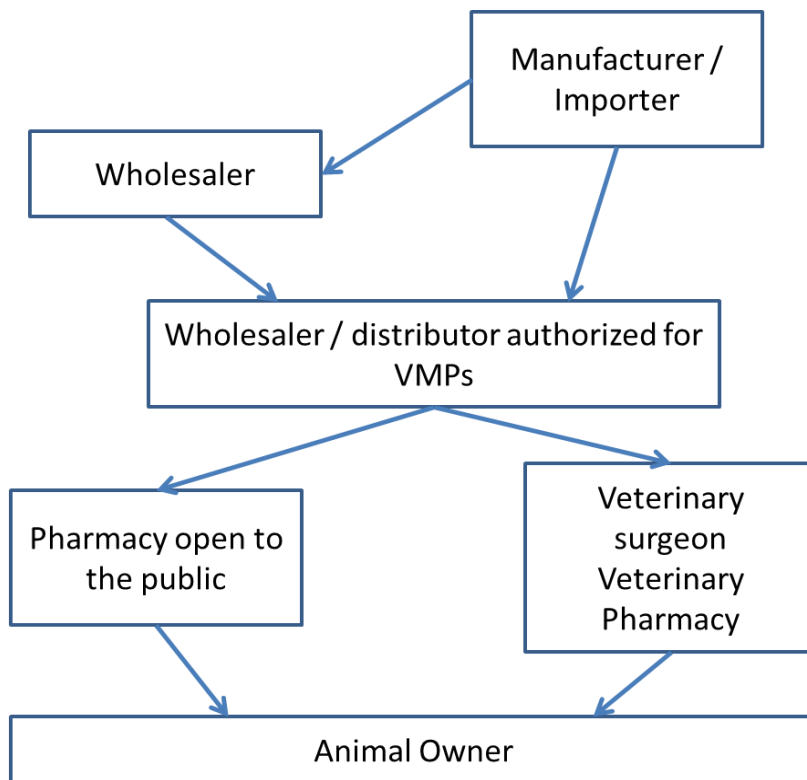 Manufacturer /
Importer
Wholesaler
Wholesaler / distributor authorized for
VMPs
Pharmacy open to
the public
Veterinary
surgeon
Veterinary
Pharmacy
Animal Owner